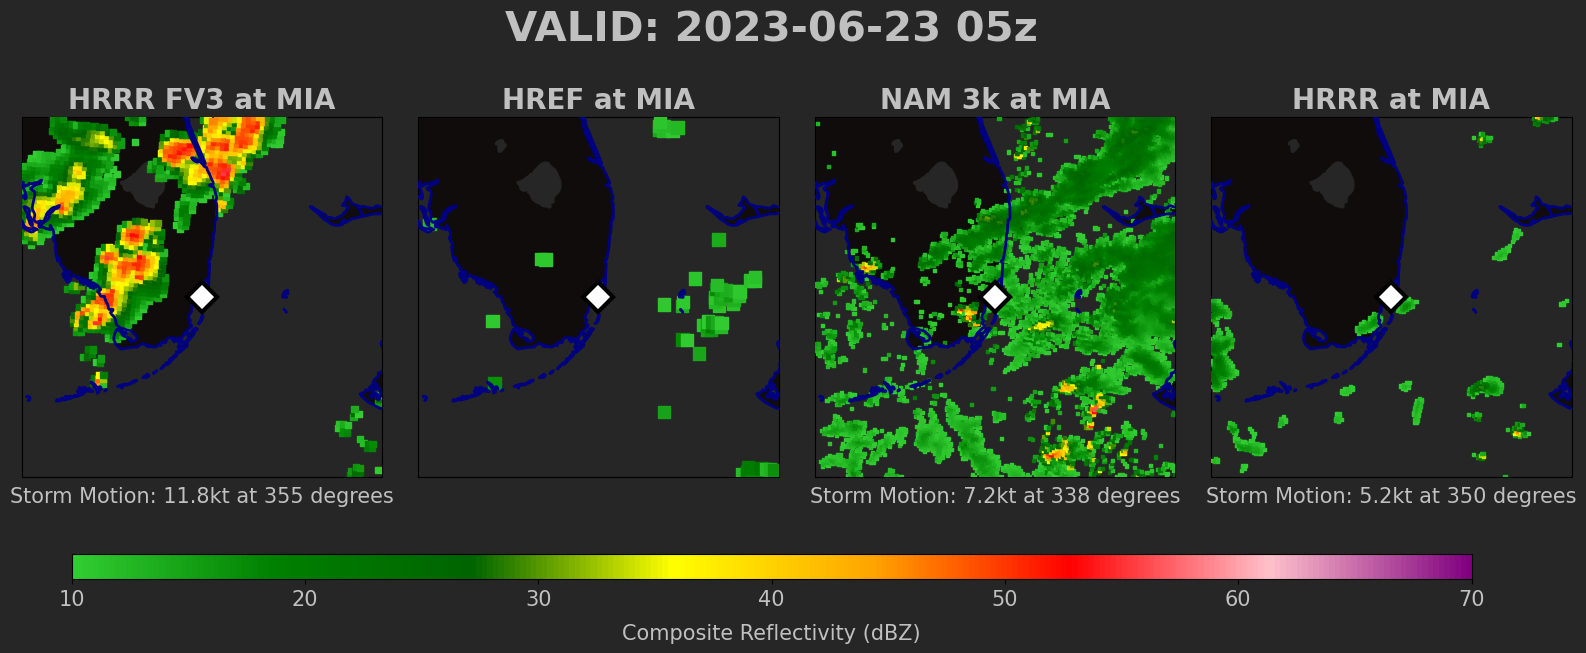 VALID: 2023-06-23 05z
HRRR FV3 at MIA
HREF at MIA
NAM 3k at MIA
HRRR at MIA
Storm Motion: 11.8kt at 355 degrees
Storm Motion: 7.2kt at 338 degrees
Storm Motion: 5.2kt at 350 degrees
10 20 30 40 50 60 70
Composite Reflectivity (dBZ)